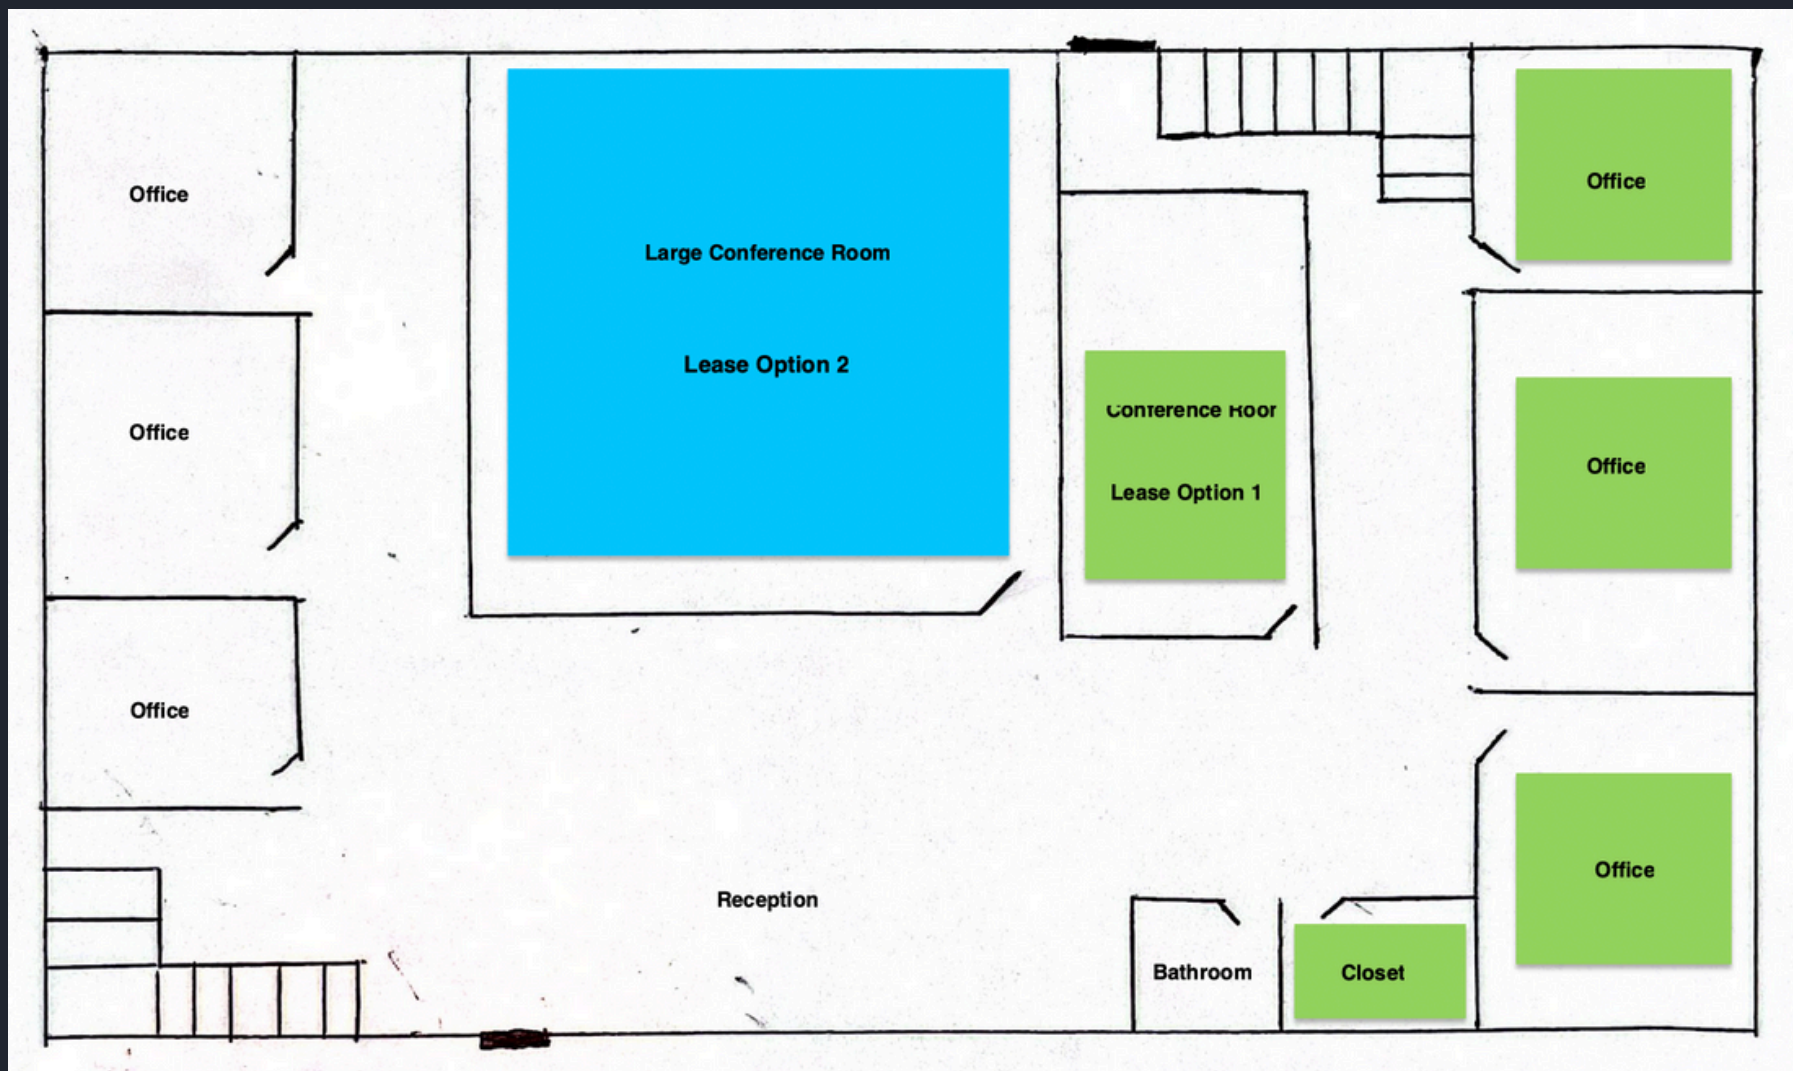 Office
Large Conference Room
Lease Option 2
Office
Office
Conference Roor
Lease Option 1
Office
Office
Office
Reception
Bathroom
Closet
Office